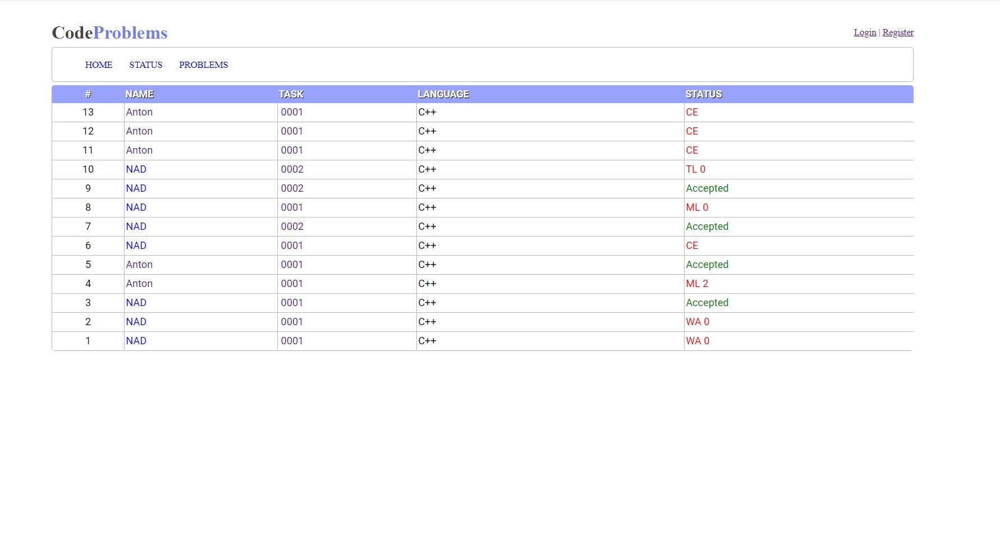 CodeProblems
Login | Register
HOME STATUS PROBLEMS
# NAME TASK LANGUAGE STATUS
13 Anton 0001 C++ CE
12 Anton 0001 C++ CE
11 Anton 0001 C++ CE
10 NAD 0002 C++ TL 0
9 NAD 0002 C++ Accepted
8 NAD 0001 C++ ML 0
7 NAD 0002 C++ Accepted
6 NAD 0001 C++ CE
5 Anton 0001 C++ Accepted
4 Anton 0001 C++ ML 2
3 NAD 0001 C++ Accepted
2 NAD 0001 C++ WA 0
1 NAD 0001 C++ WA 0